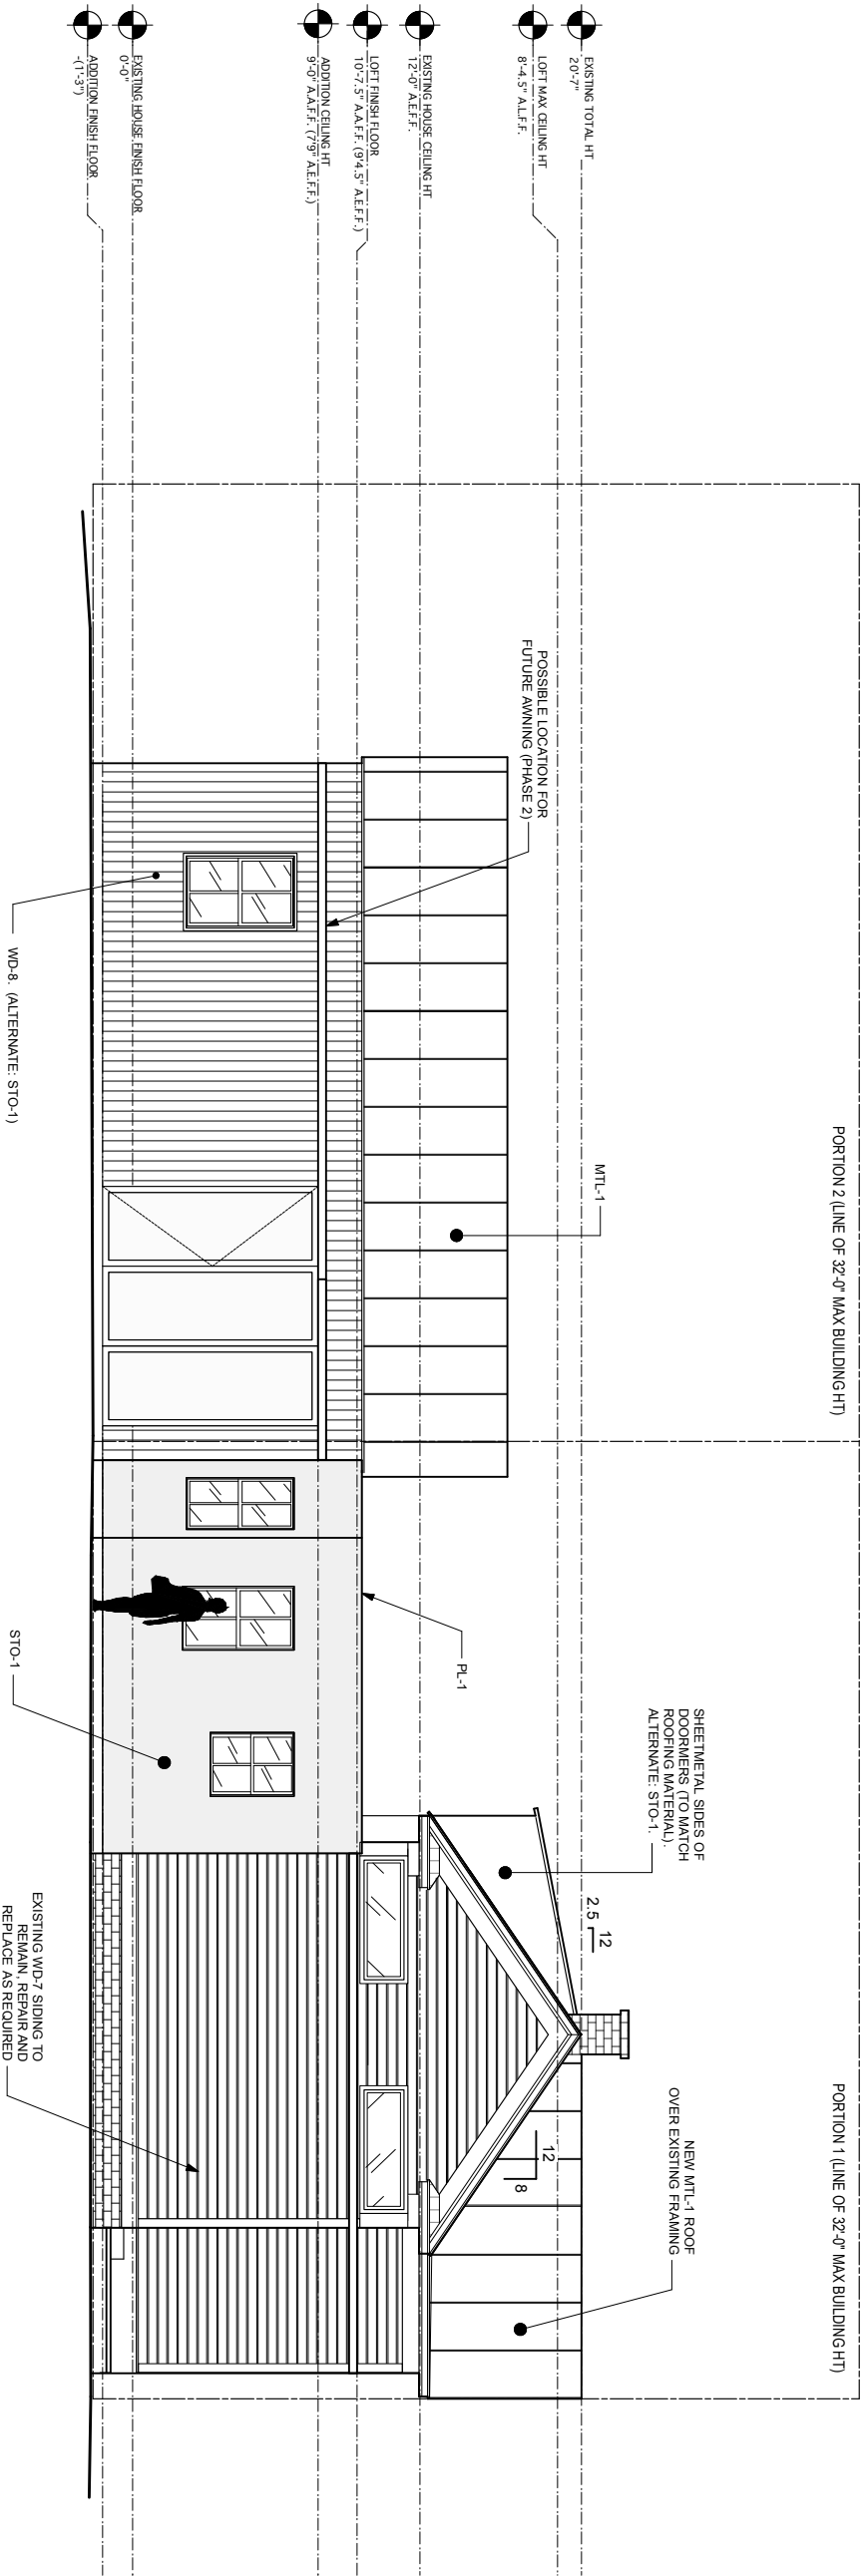 EXISTING TOTAL HT
20'-7"
LOFT MAX CEILING HT
8'-4.5" A.L.F.F.
EXISTING HOUSE CEILING HT
12'-0" A.E.F.F.
LOFT FINISH FLOOR
10'-7.5" A.A.F.F. (9'4.5" A.E.F.F.)
ADDITION CEILING HT
9'-0" A.A.F.F. (7'9" A.E.F.F.)
EXISTING HOUSE FINISH FLOOR
0'-0"
ADDITION FINISH FLOOR
-(1'-3")
PORTION 2 (LINE OF 32'-0" MAX BUILDING HT)
PORTION 1 (LINE OF 32'-0" MAX BUILDING HT)
POSSIBLE LOCATION FOR
FUTURE AWNING (PHASE 2)
MTL-1
PL-1
SHEETMETAL SIDES OF
DOORMERS (TO MATCH
ROOFING MATERIAL).
ALTERNATE: STO-1.
12
2.5
NEW MTL-1 ROOF
OVER EXISTING FRAMING
12
8
WD-8. (ALTERNATE: STO-1)
STO-1
EXISTING WD-7 SIDING TO
REMAIN, REPAIR AND
REPLACE AS REQUIRED